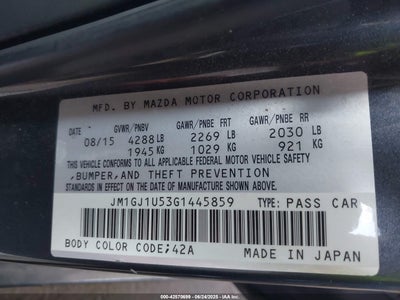 MFD. BY MAZDA MOTOR CORPORATION
DATE GVWR/PNBV GAWR/PNBE FRT GAWR/PNBE RR
08/15 4288 LB 2269 LB 2030 LB
1945 KG 1029 KG 921 KG
THIS VEHICLE CONFORMS TO ALL APPLICABLE FEDERAL MOTOR VEHICLE SAFETY
,BUMPER,AND THEFT PREVENTION
STANDARDS IN EFFECT ON THE DATE OF MANUFACTURE SHOWN ABOVE.
JM1GJ1U53G1445859 TYPE: PASS CAR
BODY COLOR CODE;42A MADE IN JAPAN
000-42570699 - 06/24/2025 - IAA